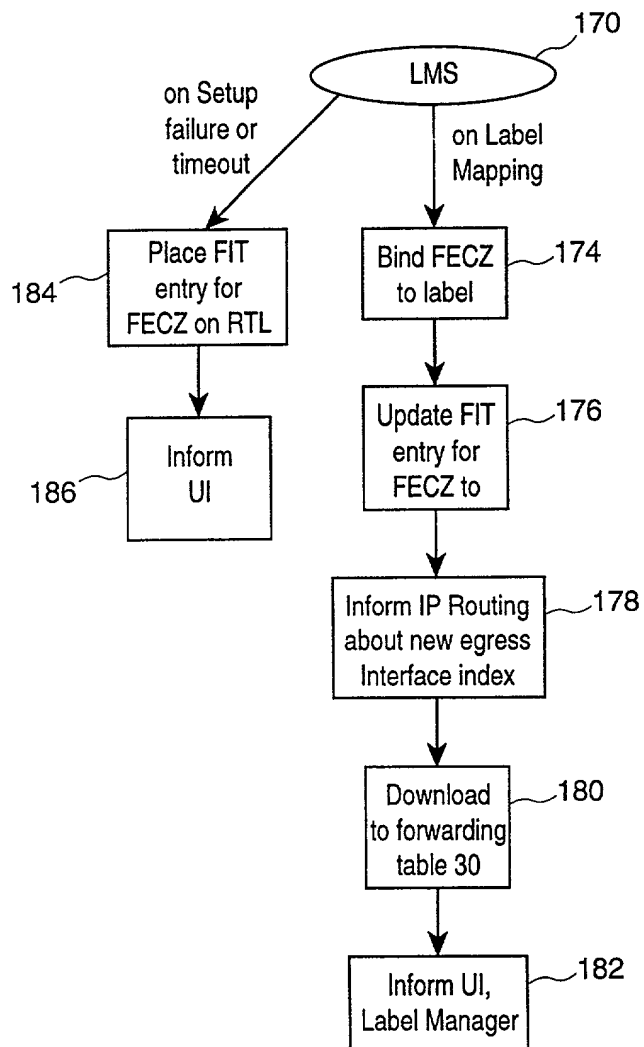 170
LMS
on Setup
failure or
timeout
on Label
Mapping
184
Place FIT
entry for
FECZ on RTL
Bind FECZ
to label
174
186
Inform
UI
Update FIT
entry for
FECZ to
176
Inform IP Routing
about new egress
Interface index
178
Download
to forwarding
table 30
180
Inform UI,
Label Manager
182